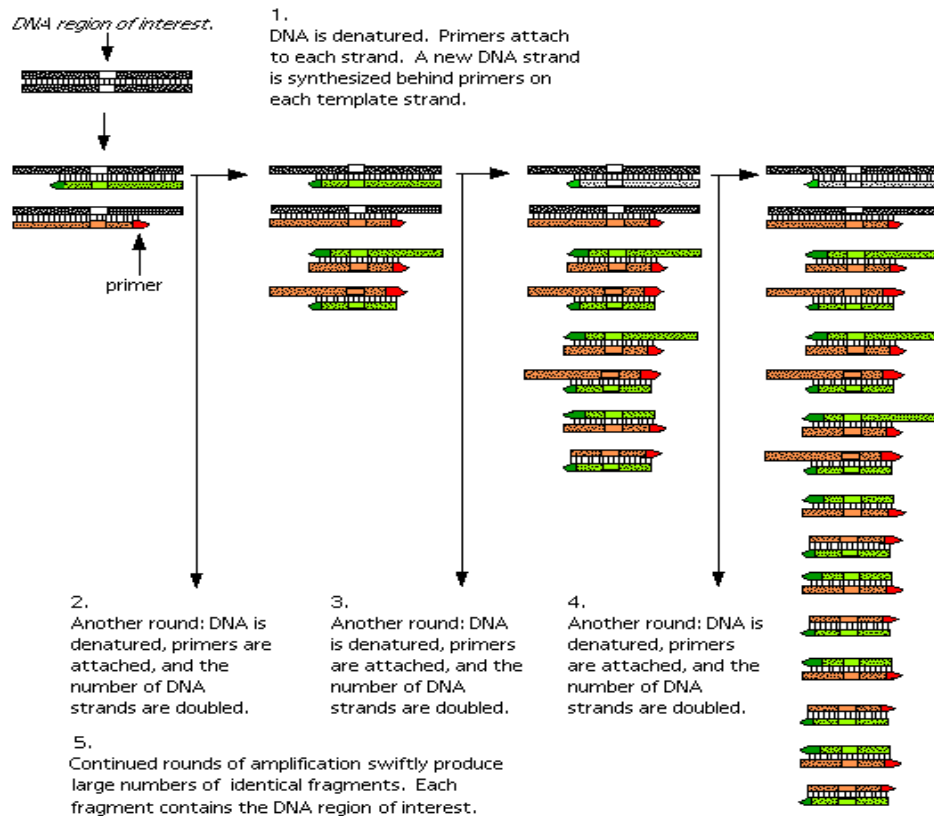 DNA region of interest.
1.
DNA is denatured. Primers attach
to each strand. A new DNA strand
is synthesized behind primers on
each template strand.
primer
2.
Another round: DNA is
denatured, primers are
attached, and the
number of DNA
strands are doubled.
3.
Another round: DNA
is denatured, primers
are attached, and the
number of DNA
strands are doubled.
4.
Another round: DNA is
denatured, primers
are attached, and the
number of DNA
strands are doubled.
5.
Continued rounds of amplification swiftly produce
large numbers of identical fragments. Each
fragment contains the DNA region of interest.